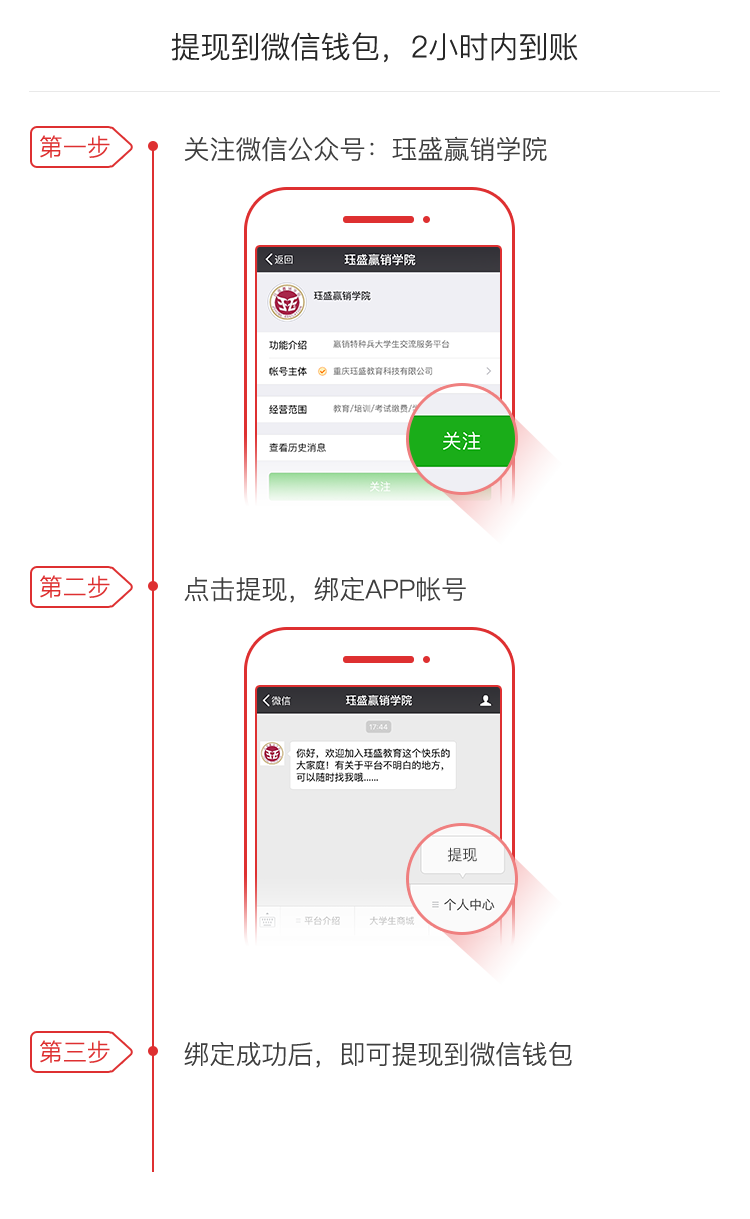 提现到微信钱包，2小时内到账
第一步
关注微信公众号：珏盛赢销学院
返回
珏盛赢销学院
珏盛赢销学院
功能介绍
赢销特种兵大学生交流服务平台
帐号主体
重庆珏盛教育科技有限公司
经营范围
教育/培训/考试缴费/
查看历史消息
关注
关注
第二步
点击提现，绑定APP帐号
微信
珏盛赢销学院
17:44
你好，欢迎加入珏盛教育这个快乐的
大家庭！有关于平台不明白的地方，
可以随时找我哦......
提现
平台介绍
大学生商城
个人中心
第三步
绑定成功后，即可提现到微信钱包